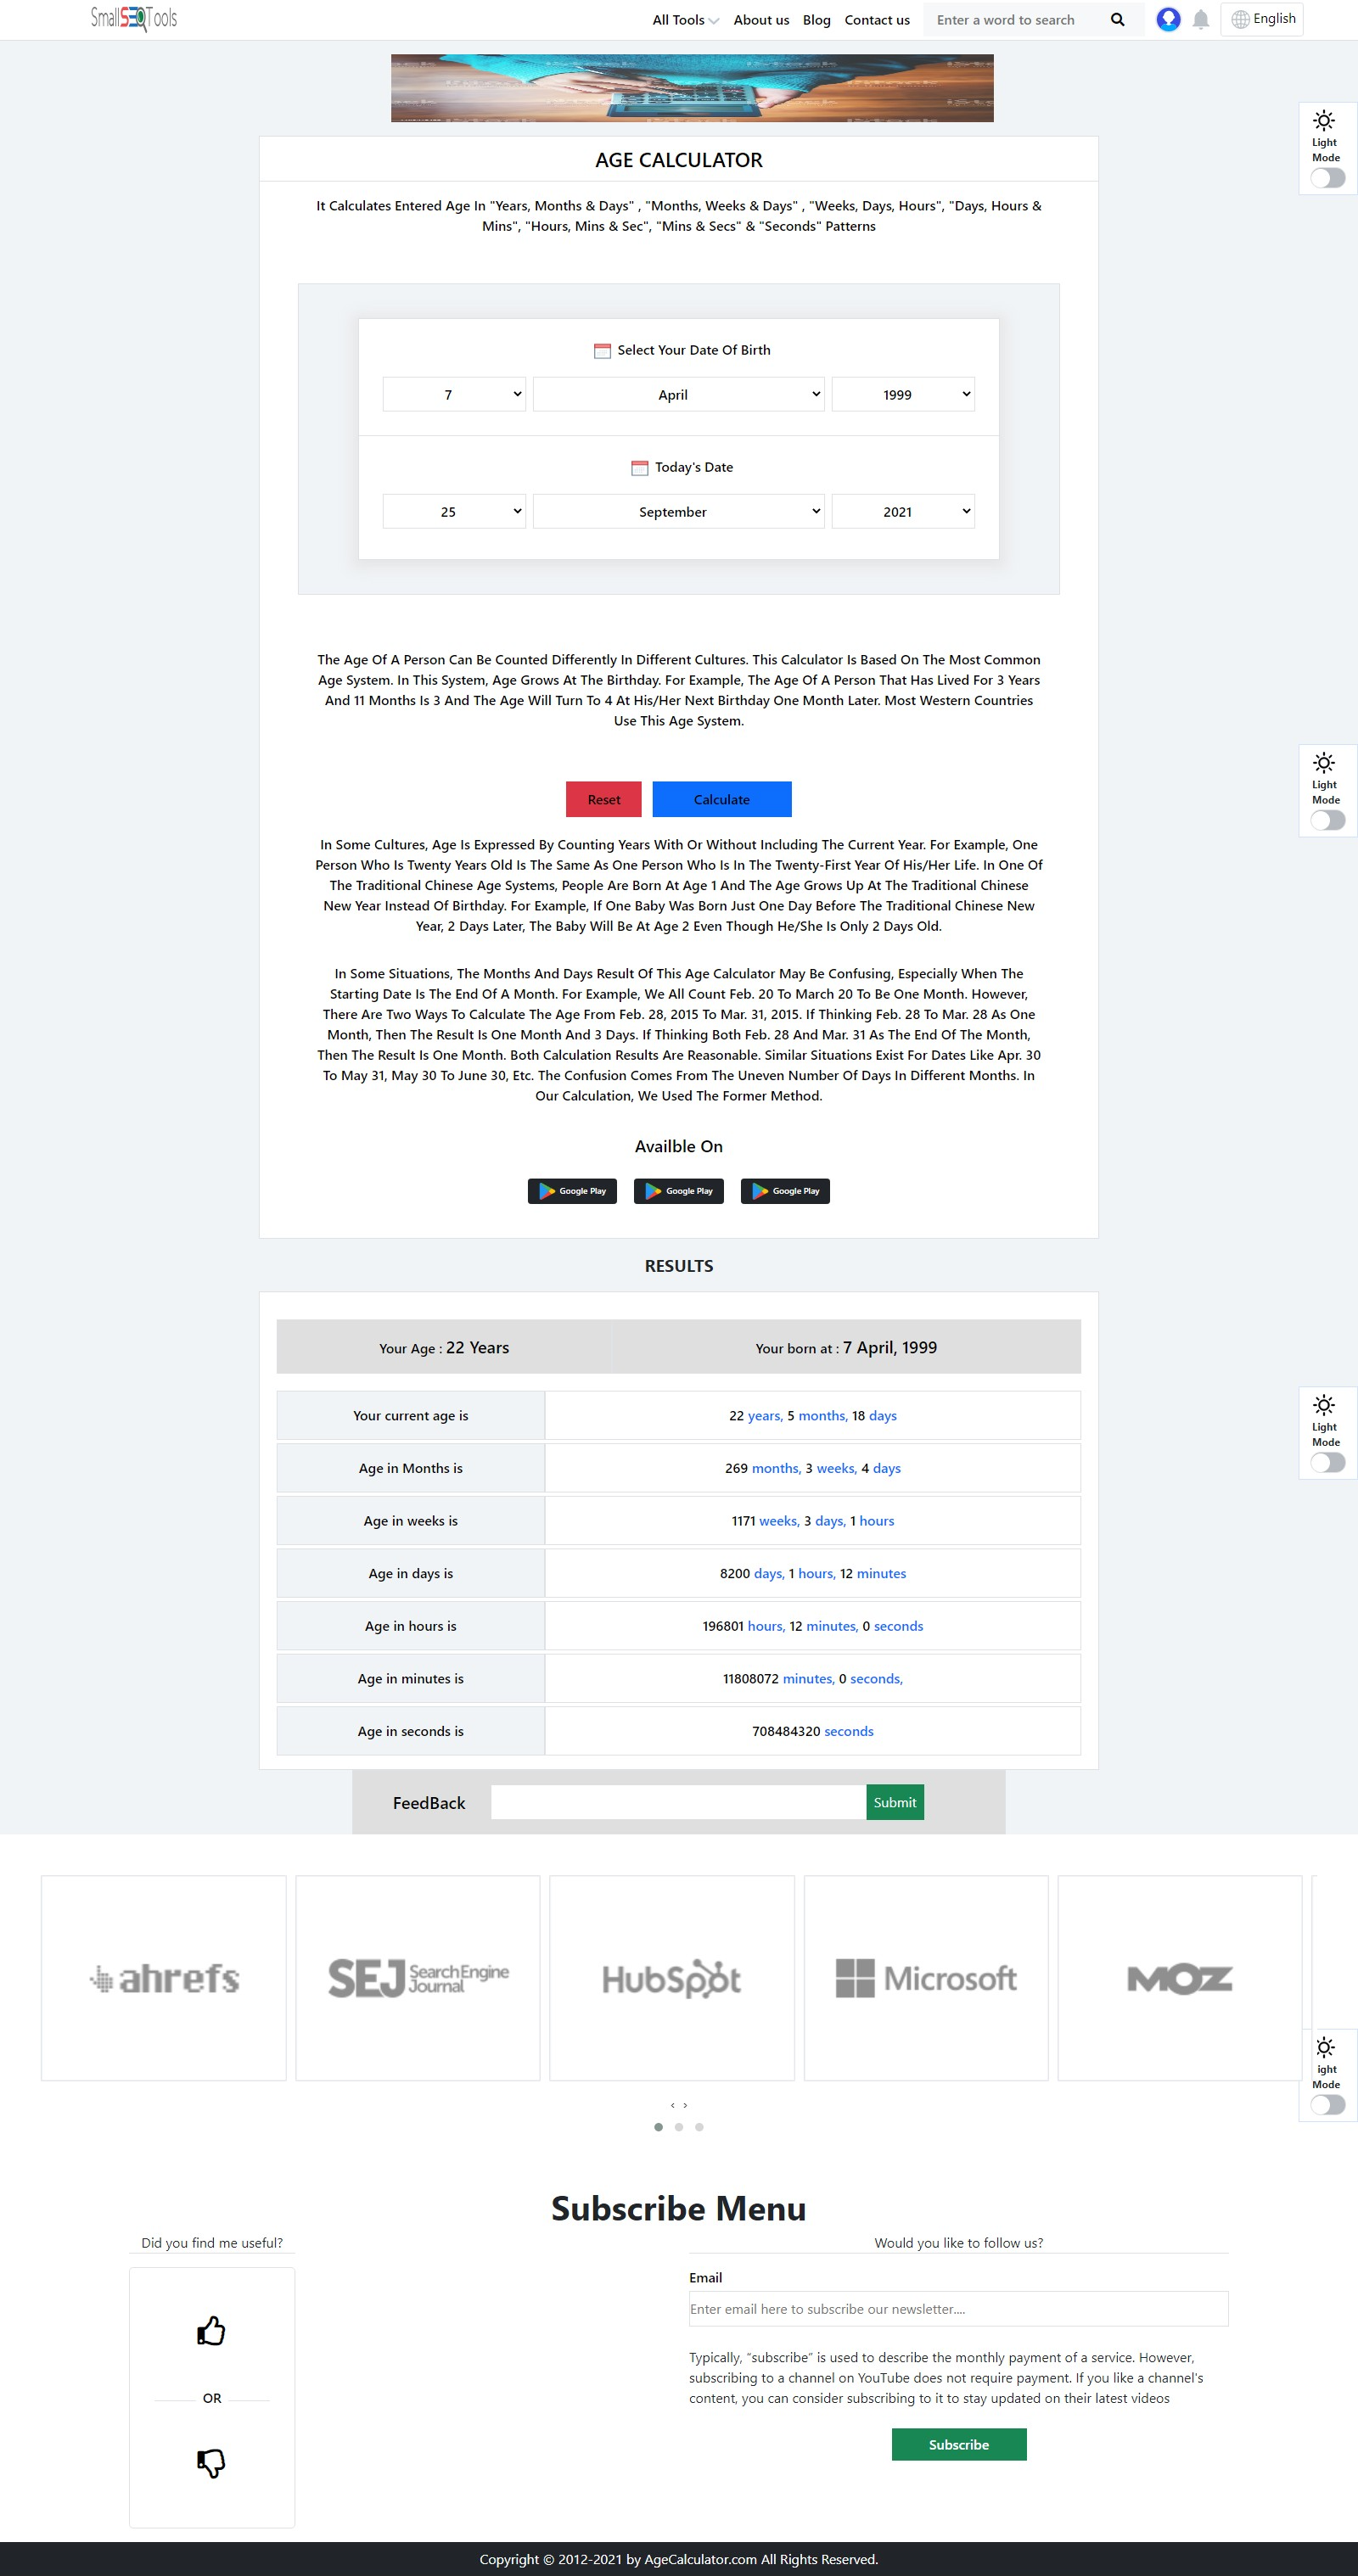 SmallSEOTools
All Tools About us Blog Contact us Enter a word to search English
iStock iStock iStock
AGE CALCULATOR
It Calculates Entered Age In "Years, Months & Days" , "Months, Weeks & Days" , "Weeks, Days, Hours", "Days, Hours &
Mins", "Hours, Mins & Sec", "Mins & Secs" & "Seconds" Patterns
Light
Mode
Select Your Date Of Birth
7 April 1999
Today's Date
25 September 2021
The Age Of A Person Can Be Counted Differently In Different Cultures. This Calculator Is Based On The Most Common
Age System. In This System, Age Grows At The Birthday. For Example, The Age Of A Person That Has Lived For 3 Years
And 11 Months Is 3 And The Age Will Turn To 4 At His/Her Next Birthday One Month Later. Most Western Countries
Use This Age System.
Light
Mode
Reset Calculate
In Some Cultures, Age Is Expressed By Counting Years With Or Without Including The Current Year. For Example, One
Person Who Is Twenty Years Old Is The Same As One Person Who Is In The Twenty-First Year Of His/Her Life. In One Of
The Traditional Chinese Age Systems, People Are Born At Age 1 And The Age Grows Up At The Traditional Chinese
New Year Instead Of Birthday. For Example, If One Baby Was Born Just One Day Before The Traditional Chinese New
Year, 2 Days Later, The Baby Will Be At Age 2 Even Though He/She Is Only 2 Days Old.
In Some Situations, The Months And Days Result Of This Age Calculator May Be Confusing, Especially When The
Starting Date Is The End Of A Month. For Example, We All Count Feb. 20 To March 20 To Be One Month. However,
There Are Two Ways To Calculate The Age From Feb. 28, 2015 To Mar. 31, 2015. If Thinking Feb. 28 To Mar. 28 As One
Month, Then The Result Is One Month And 3 Days. If Thinking Both Feb. 28 And Mar. 31 As The End Of The Month,
Then The Result Is One Month. Both Calculation Results Are Reasonable. Similar Situations Exist For Dates Like Apr. 30
To May 31, May 30 To June 30, Etc. The Confusion Comes From The Uneven Number Of Days In Different Months. In
Our Calculation, We Used The Former Method.
Availble On
Google Play Google Play Google Play
RESULTS
Your Age : 22 Years Your born at : 7 April, 1999
Your current age is 22 years, 5 months, 18 days
Light
Mode
Age in Months is 269 months, 3 weeks, 4 days
Age in weeks is 1171 weeks, 3 days, 1 hours
Age in days is 8200 days, 1 hours, 12 minutes
Age in hours is 196801 hours, 12 minutes, 0 seconds
Age in minutes is 11808072 minutes, 0 seconds,
Age in seconds is 708484320 seconds
FeedBack Submit
ahrefs SEJ Search Engine Journal HubSpot Microsoft MOZ
ight
Mode
‹ ›
Subscribe Menu
Did you find me useful? Would you like to follow us?
Email
Enter email here to subscribe our newsletter....
Typically, “subscribe” is used to describe the monthly payment of a service. However,
subscribing to a channel on YouTube does not require payment. If you like a channel's
content, you can consider subscribing to it to stay updated on their latest videos
OR
Subscribe
Copyright © 2012-2021 by AgeCalculator.com All Rights Reserved.